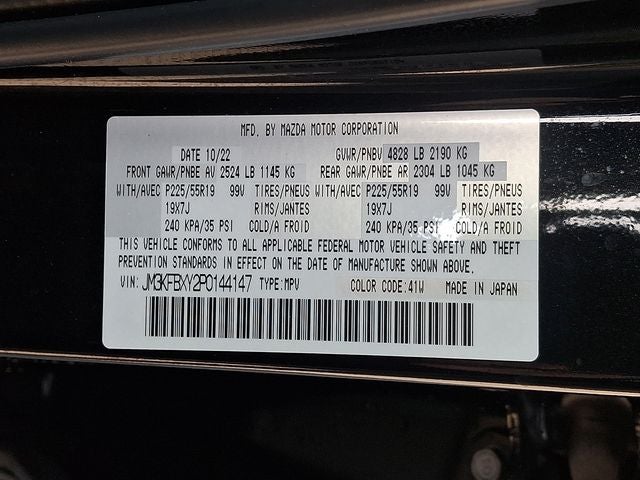 MFD. BY MAZDA MOTOR CORPORATION
DATE 10/22 GVWR/PNBV 4828 LB 2190 KG
FRONT GAWR/PNBE AV 2524 LB 1145 KG REAR GAWR/PNBE AR 2304 LB 1045 KG
WITH/AVEC P225/55R19 99V TIRES/PNEUS WITH/AVEC P225/55R19 99V TIRES/PNEUS
19X7J RIMS/JANTES 19X7J RIMS/JANTES
240 KPA/35 PSI COLD/A FROID 240 KPA/35 PSI COLD/A FROID
THIS VEHICLE CONFORMS TO ALL APPLICABLE FEDERAL MOTOR VEHICLE SAFETY AND THEFT
PREVENTION STANDARDS IN EFFECT ON THE DATE OF MANUFACTURE SHOWN ABOVE.
VIN: JM3KFBXY2P0144147 TYPE:MPV COLOR CODE:41W MADE IN JAPAN